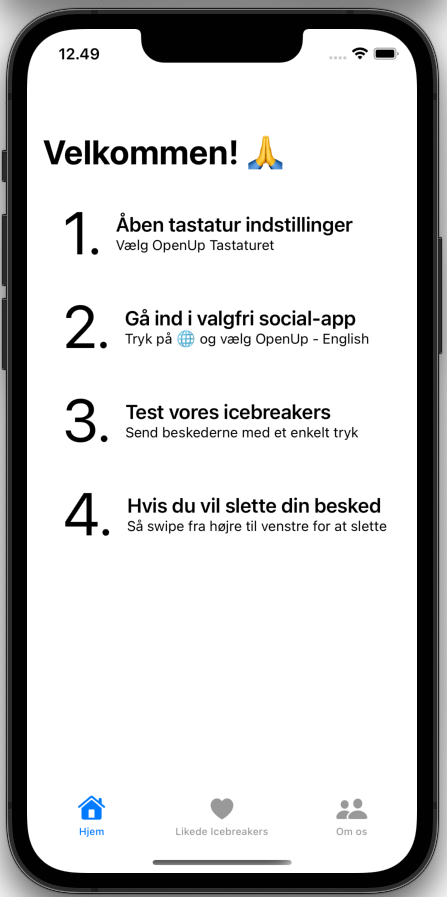 12.49
Velkommen! 🙏
1. Åben tastatur indstillinger
Vælg OpenUp Tastaturet
2. Gå ind i valgfri social-app
Tryk på 🌐 og vælg OpenUp - English
3. Test vores icebreakers
Send beskederne med et enkelt tryk
4. Hvis du vil slette din besked
Så swipe fra højre til venstre for at slette
Hjem
Likede Icebreakers
Om os